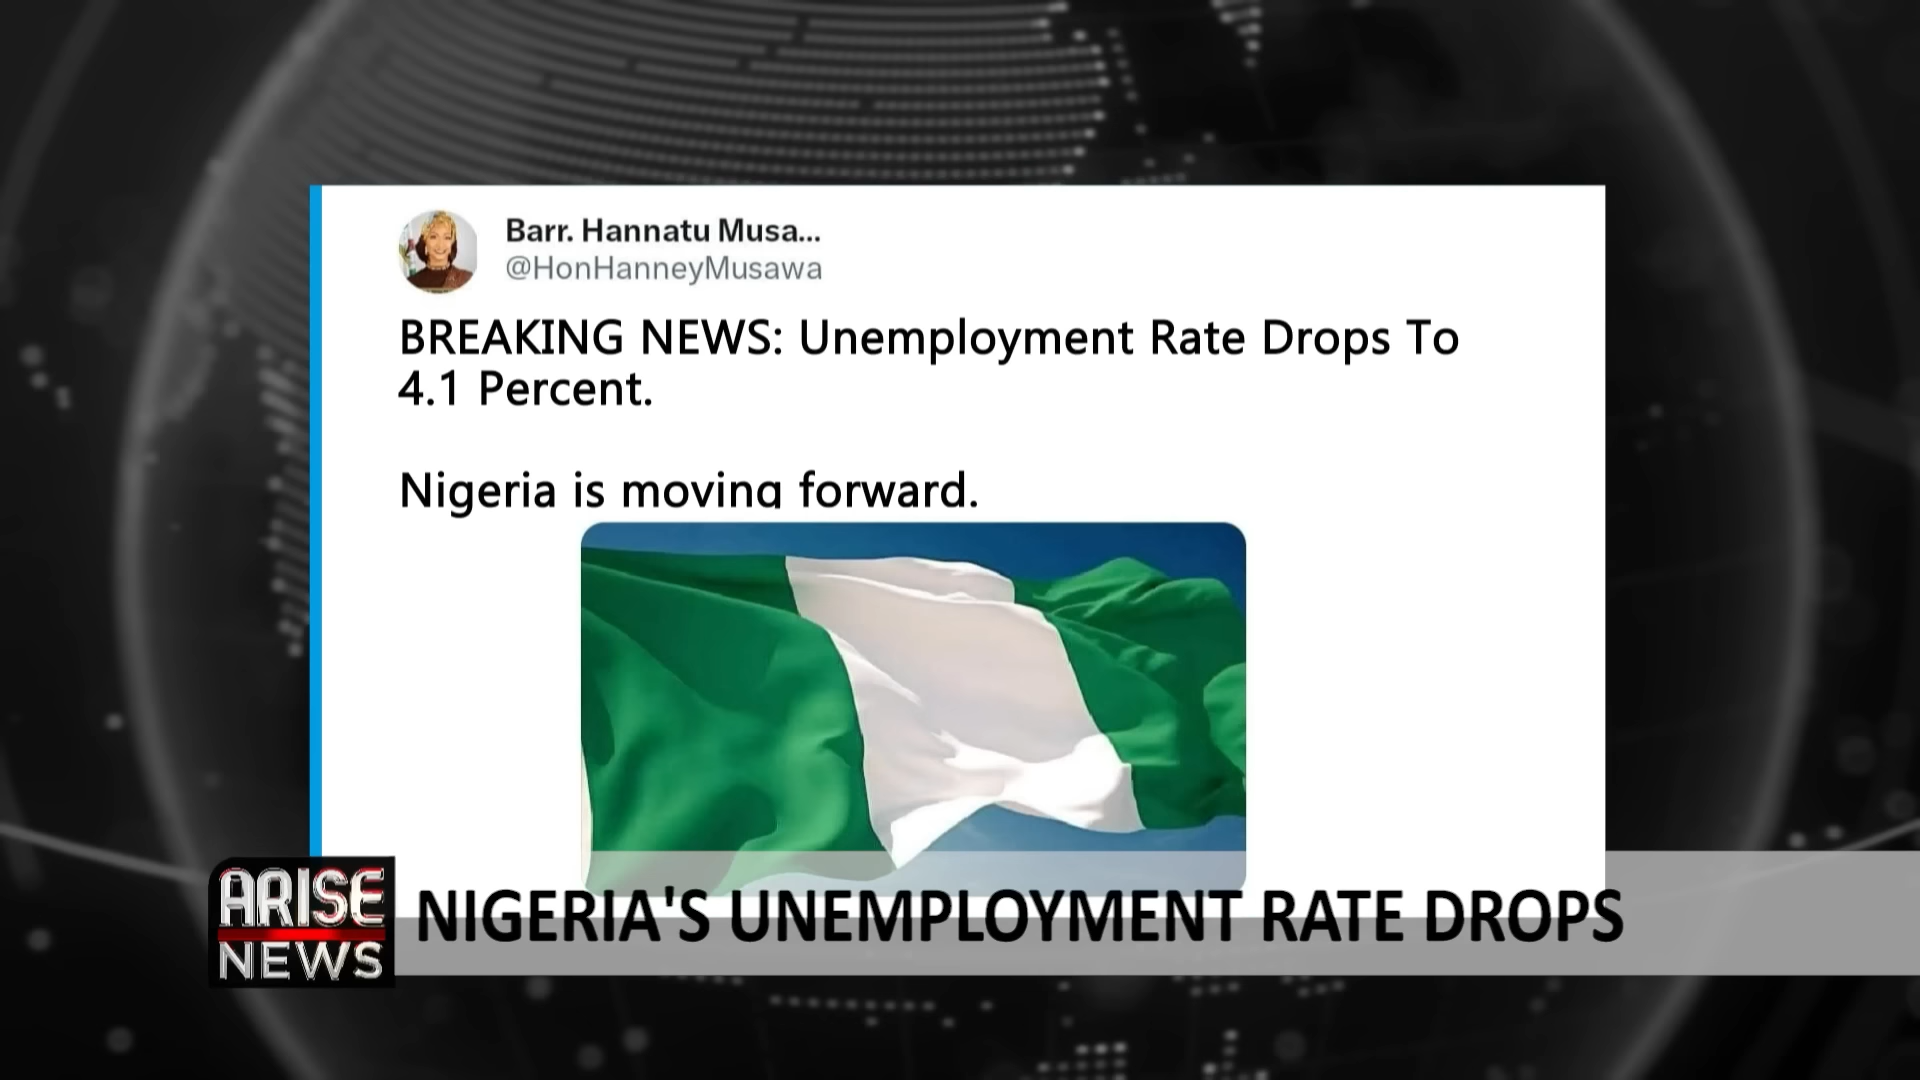 Barr. Hannatu Musa...
@HonHanneyMusawa
BREAKING NEWS: Unemployment Rate Drops To
4.1 Percent.
Nigeria is moving forward.
ARISE
NEWS
NIGERIA'S UNEMPLOYMENT RATE DROPS